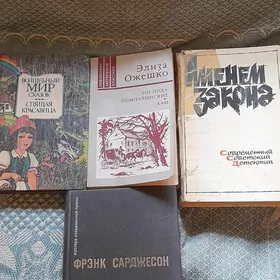 ВОЛШЕБНЫЙ
МИР
СКАЗОК
СПЯЩАЯ
КРАСАВИЦА
Элиза
Ожешко
ГОСПОДА
ПОМПАЛИНСКИЕ
ХАМ
Именем
закона
Современный
Советский
Детектив
ФРЭНК САРДЖЕСОН